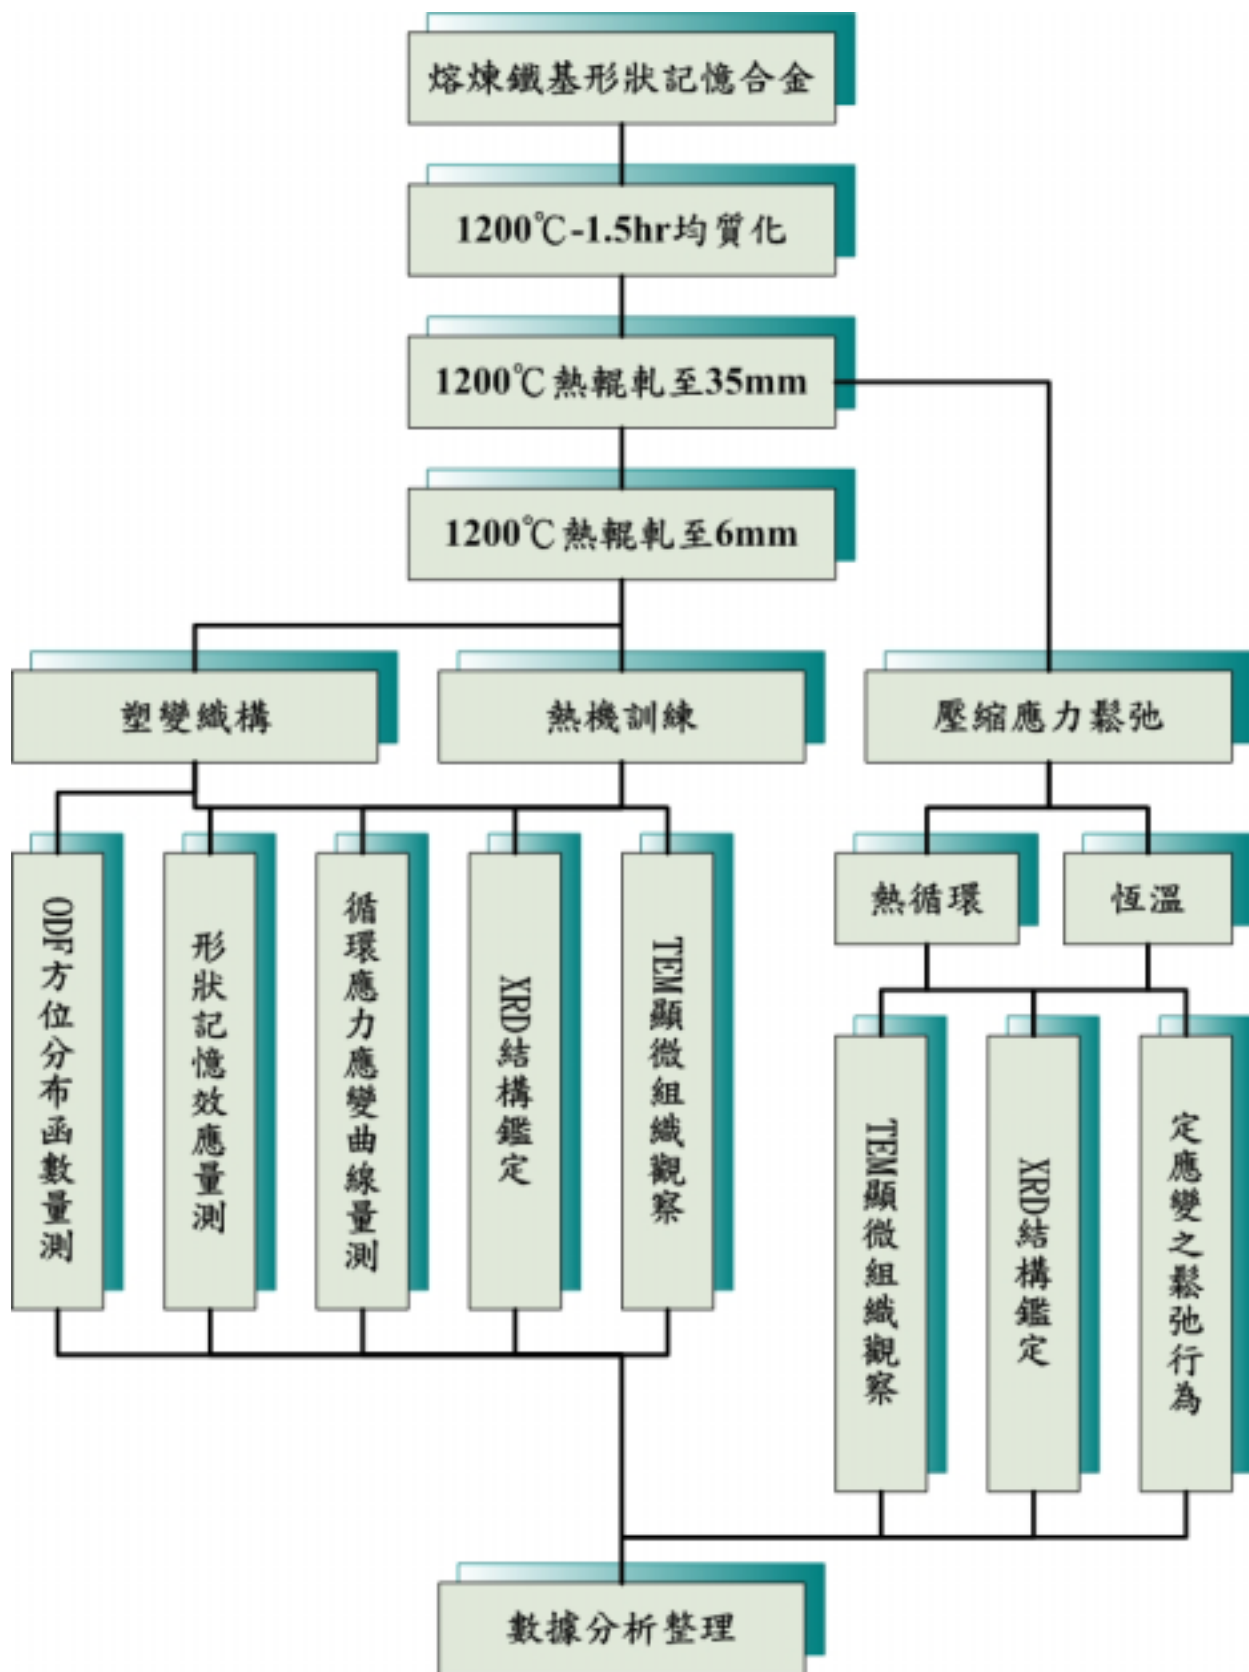 熔煉鐵基形狀記憶合金
1200℃-1.5hr均質化
1200℃熱輥軋至35mm
1200℃熱輥軋至6mm
塑變織構
熱機訓練
壓縮應力鬆弛
熱循環
恆溫
ODF方位分布函數量測
形狀記憶效應量測
循環應力應變曲線量測
XRD結構鑑定
TEM顯微組織觀察
TEM顯微組織觀察
XRD結構鑑定
定應變之鬆弛行為
數據分析整理